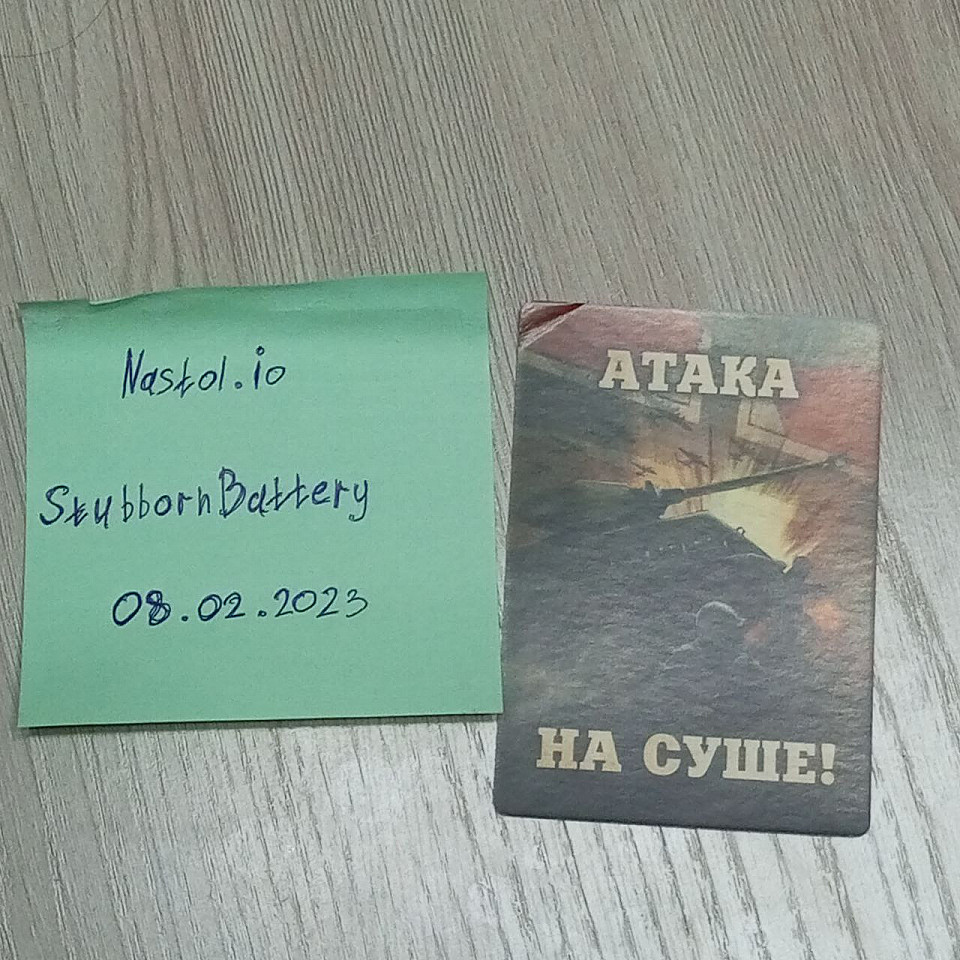 Nastol.io
StubbornBattery
08.02.2023
АТАКА
НА СУШЕ!